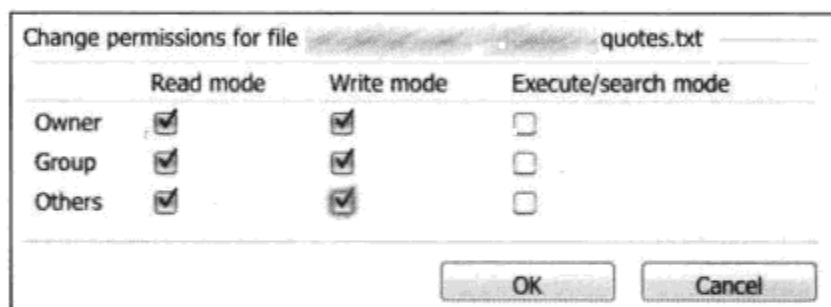 Change permissions for file quotes.txt
Read mode Write mode Execute/search mode
Owner
Group
Others
OK Cancel